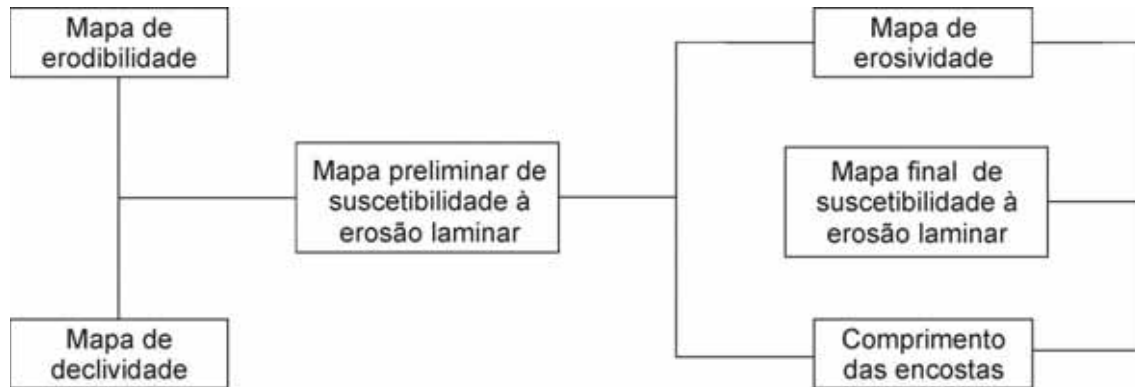 Mapa de
erodibilidade
Mapa de
declividade
Mapa preliminar de
suscetibilidade à
erosão laminar
Mapa de
erosividade
Mapa final de
suscetibilidade à
erosão laminar
Comprimento
das encostas